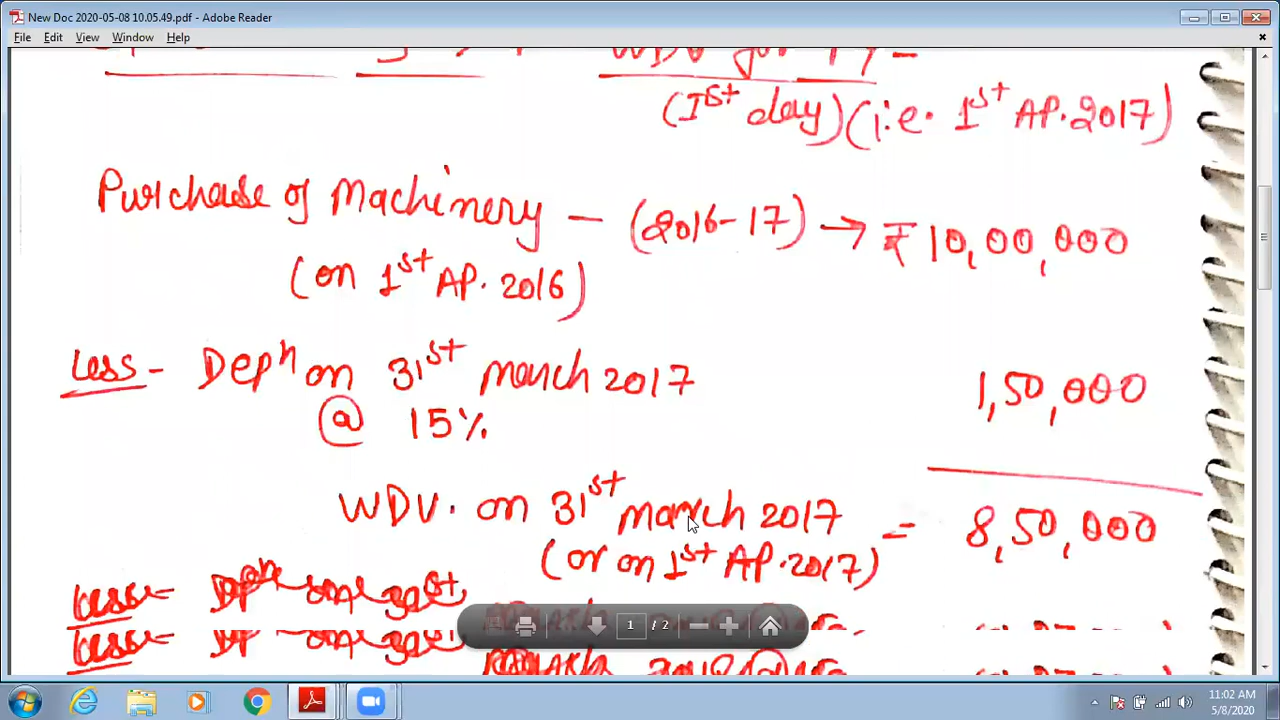 New Doc 2020-05-08 10.05.49.pdf - Adobe Reader
File Edit View Window Help
WDV for PY -
(Ist day) (i.e. 1st AP. 2017)
Purchase of Machinery - (2016-17) → ₹10,00,000
(on 1st AP. 2016)
Less - Depn on 31st march 2017 1,50,000
@ 15%
WDV. on 31st march 2017 = 8,50,000
(or on 1st AP. 2017)
1 / 2
11:02 AM
5/8/2020